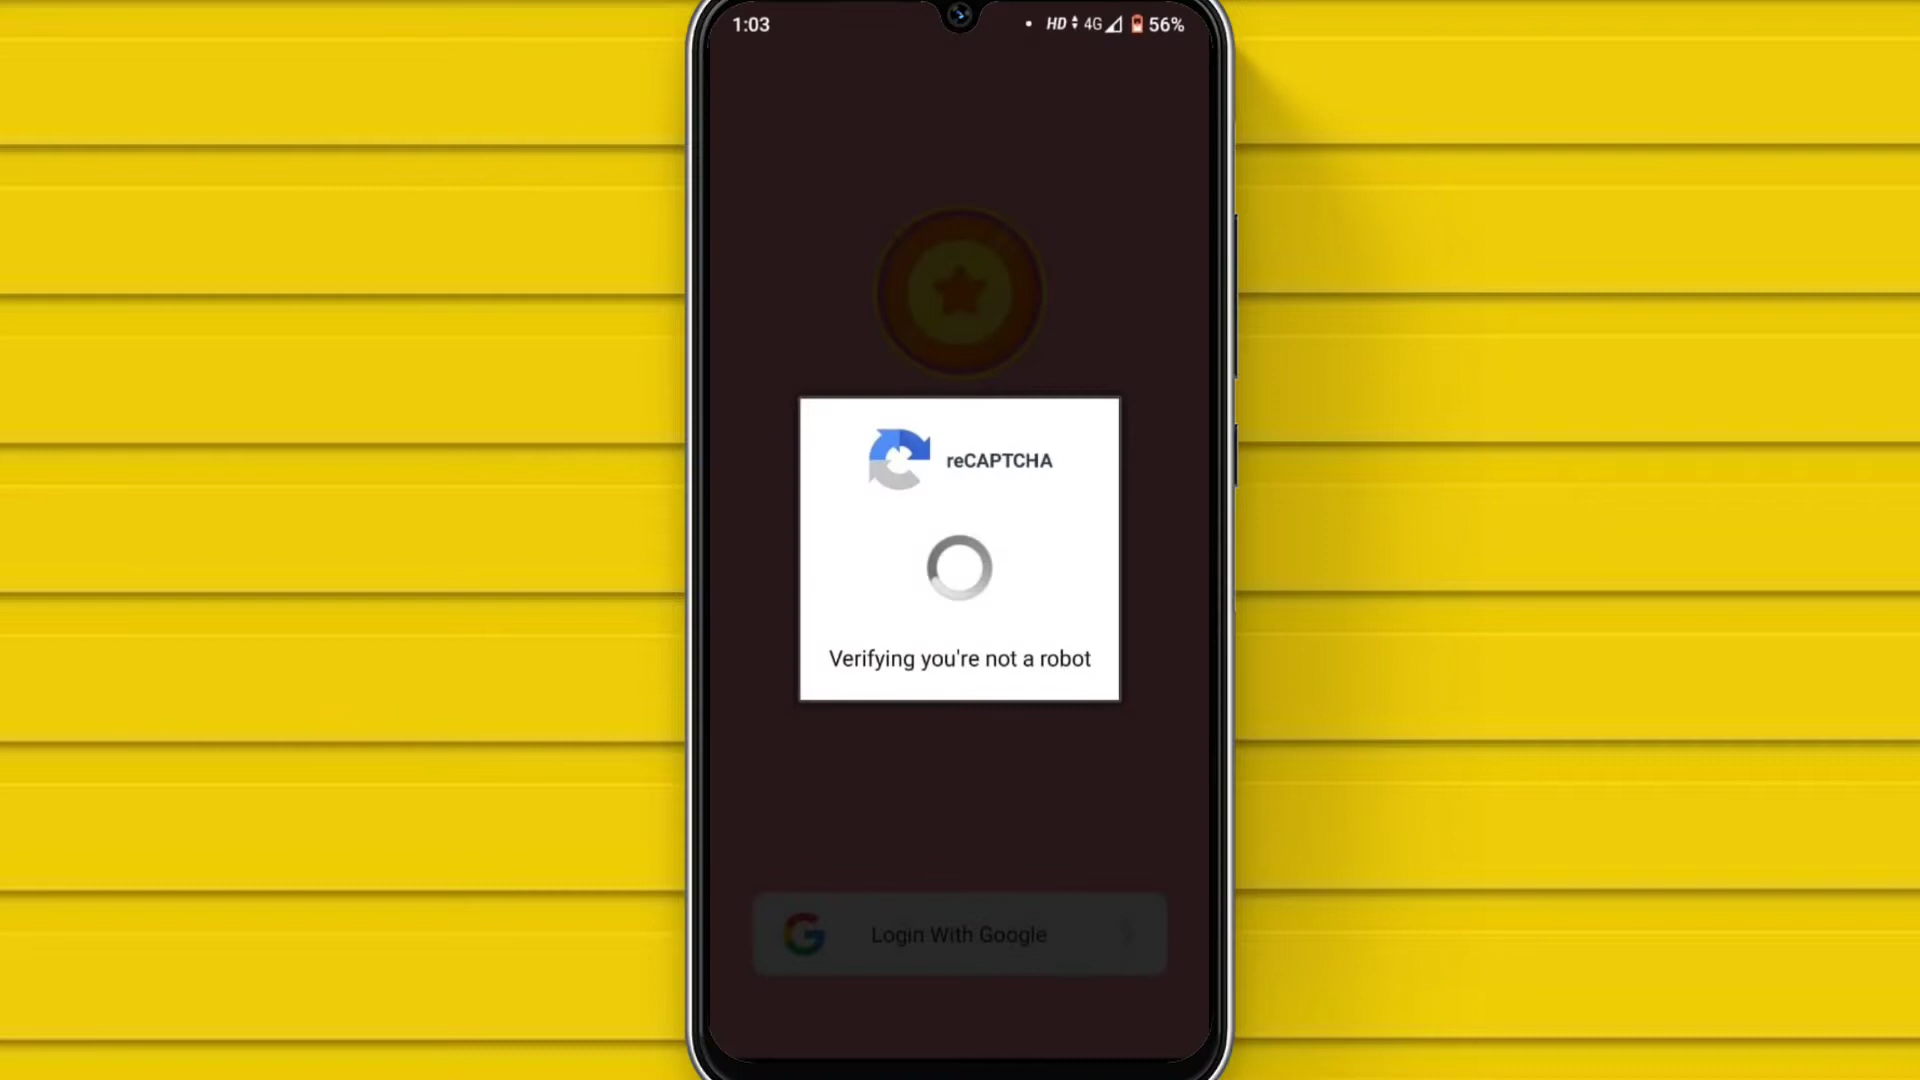 1:03
HD 4G 56%
reCAPTCHA
Verifying you're not a robot
Login With Google